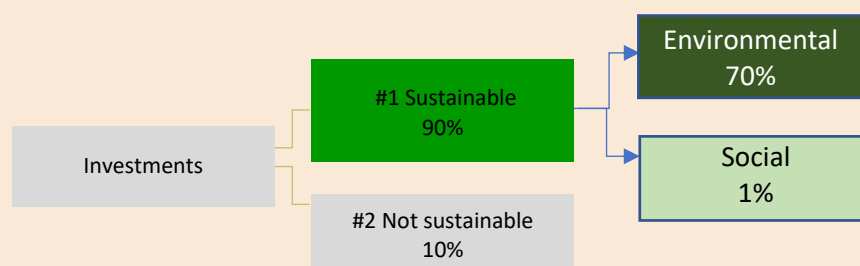 Investments
#1 Sustainable
90%
#2 Not sustainable
10%
Environmental
70%
Social
1%